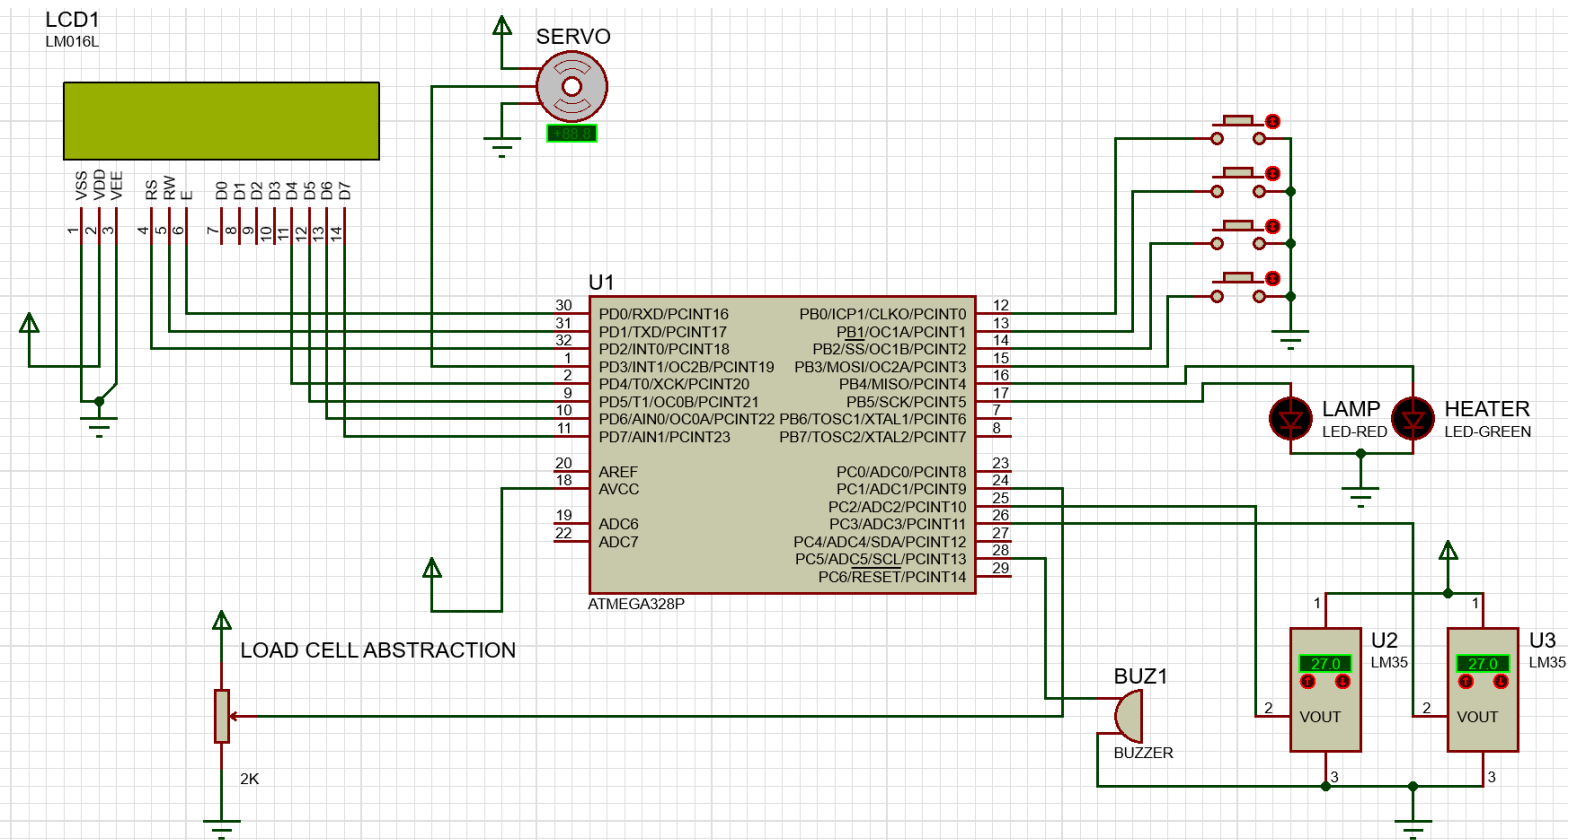 LCD1
LM016L
SERVO
+88.8
VSS
VDD
VEE
RS
RW
E
D0
D1
D2
D3
D4
D5
D6
D7
1
2
3
4
5
6
7
8
9
10
11
12
13
14
U1
30 PD0/RXD/PCINT16 PB0/ICP1/CLKO/PCINT0 12
31 PD1/TXD/PCINT17 PB1/OC1A/PCINT1 13
32 PD2/INT0/PCINT18 PB2/SS/OC1B/PCINT2 14
1 PD3/INT1/OC2B/PCINT19 PB3/MOSI/OC2A/PCINT3 15
2 PD4/T0/XCK/PCINT20 PB4/MISO/PCINT4 16
9 PD5/T1/OC0B/PCINT21 PB5/SCK/PCINT5 17
10 PD6/AIN0/OC0A/PCINT22 PB6/TOSC1/XTAL1/PCINT6 7
11 PD7/AIN1/PCINT23 PB7/TOSC2/XTAL2/PCINT7 8
20 AREF PC0/ADC0/PCINT8 23
18 AVCC PC1/ADC1/PCINT9 24
PC2/ADC2/PCINT10 25
19 ADC6 PC3/ADC3/PCINT11 26
22 ADC7 PC4/ADC4/SDA/PCINT12 27
PC5/ADC5/SCL/PCINT13 28
PC6/RESET/PCINT14 29
ATMEGA328P
LAMP
LED-RED
HEATER
LED-GREEN
LOAD CELL ABSTRACTION
2K
BUZ1
BUZZER
1
U2
LM35
27.0
2
VOUT
3
1
U3
LM35
27.0
2
VOUT
3